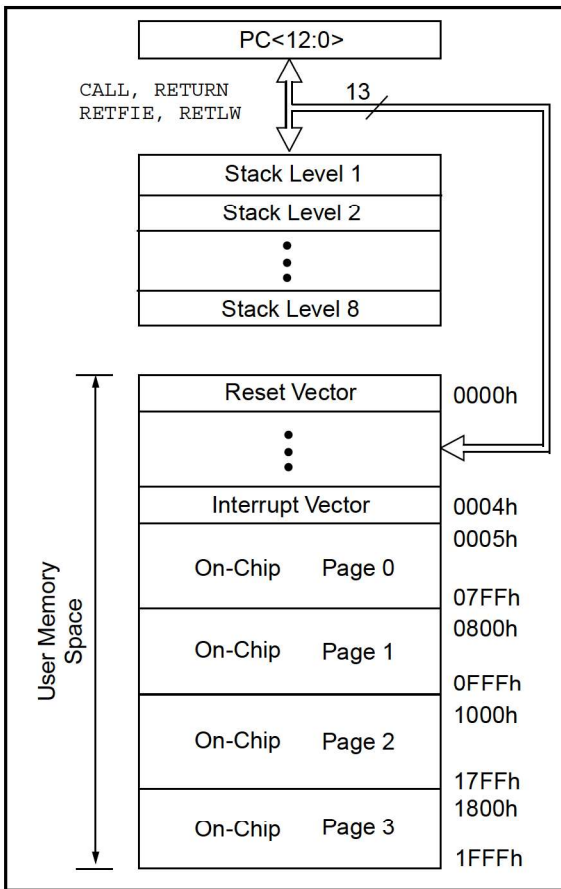 PC<12:0>
CALL, RETURN
RETFIE, RETLW
13
Stack Level 1
Stack Level 2
Stack Level 8
User Memory
Space
Reset Vector
0000h
Interrupt Vector
0004h
0005h
On-Chip Page 0
07FFh
0800h
On-Chip Page 1
0FFFh
1000h
On-Chip Page 2
17FFh
1800h
On-Chip Page 3
1FFFh